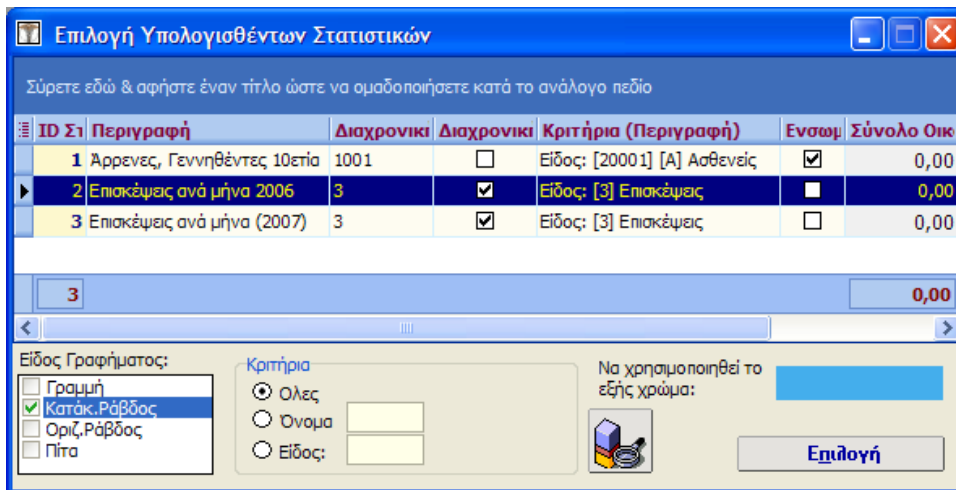 Επιλογή Υπολογισθέντων Στατιστικών
Σύρετε εδώ & αφήστε έναν τίτλο ώστε να ομαδοποιήσετε κατά το ανάλογο πεδίο
ID Στ Περιγραφή Διαχρονικι Διαχρονικι Κριτήρια (Περιγραφή) Ενσωμ Σύνολο Οικ
1 Άρρενες, Γεννηθέντες 10ετία 1001 Είδος: [20001] [Α] Ασθενείς 0,00
2 Επισκέψεις ανά μήνα 2006 3 Είδος: [3] Επισκέψεις 0,00
3 Επισκέψεις ανά μήνα (2007) 3 Είδος: [3] Επισκέψεις 0,00
3 0,00
Είδος Γραφήματος:
Γραμμή
Κατάκ.Ράβδος
Οριζ.Ράβδος
Πίτα
Κριτήρια
Ολες
Όνομα
Είδος:
Να χρησιμοποιηθεί το
εξής χρώμα:
Επιλογή